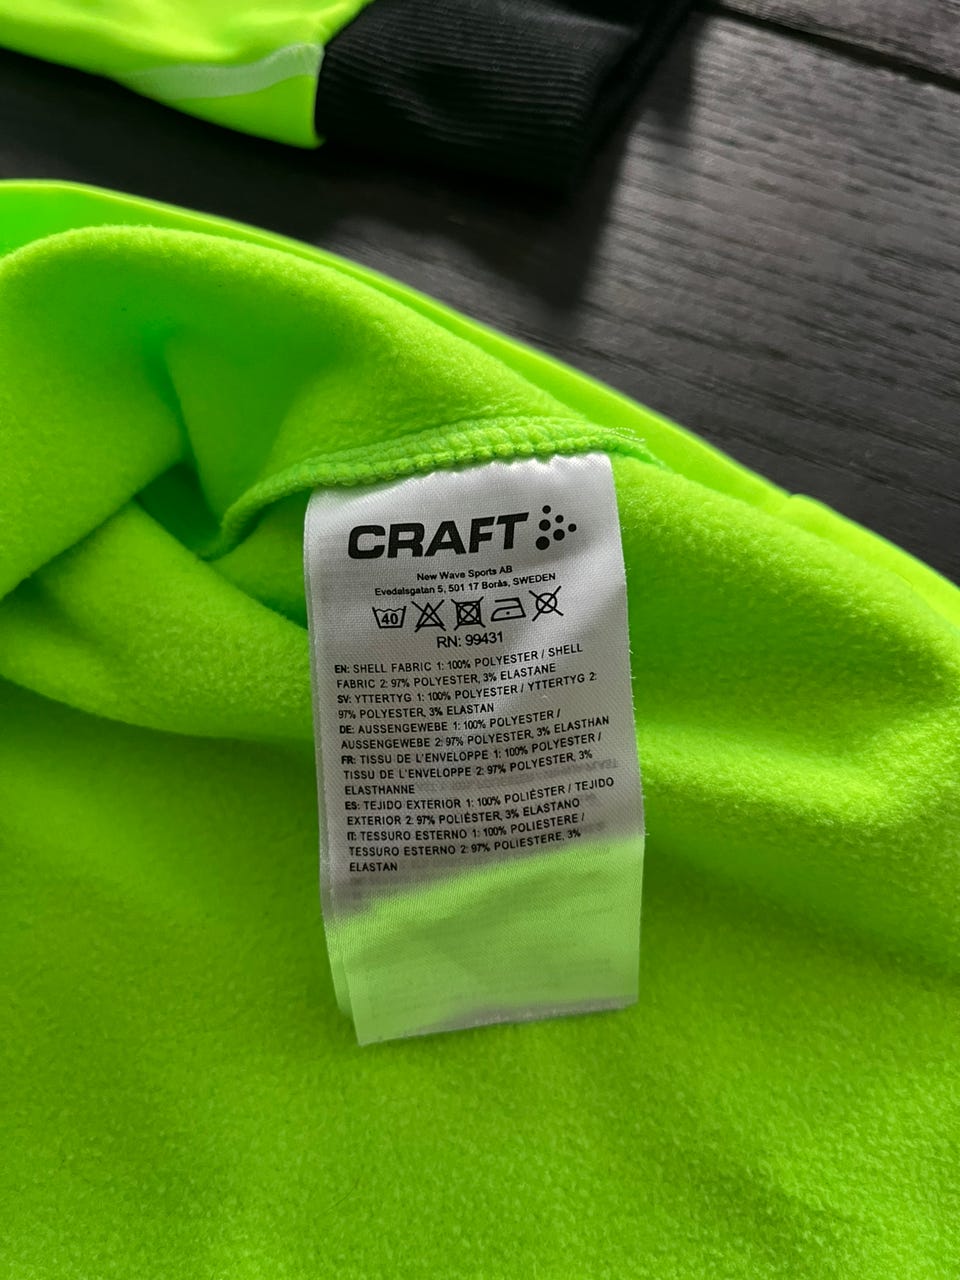 CRAFT
New Wave Sports AB
Evedalsgatan 5, 501 17 Borås, SWEDEN
40
RN: 99431
EN: SHELL FABRIC 1: 100% POLYESTER / SHELL
FABRIC 2: 97% POLYESTER, 3% ELASTANE
SV: YTTERTYG 1: 100% POLYESTER / YTTERTYG 2:
97% POLYESTER, 3% ELASTAN
DE: AUSSENGEWEBE 1: 100% POLYESTER /
AUSSENGEWEBE 2: 97% POLYESTER, 3% ELASTHAN
FR: TISSU DE L'ENVELOPPE 1: 100% POLYESTER /
TISSU DE L'ENVELOPPE 2: 97% POLYESTER, 3%
ELASTHANNE
ES: TEJIDO EXTERIOR 1: 100% POLIÉSTER / TEJIDO
EXTERIOR 2: 97% POLIÉSTER, 3% ELASTANO
IT: TESSURO ESTERNO 1: 100% POLIESTERE /
TESSURO ESTERNO 2: 97% POLIESTERE, 3%
ELASTAN